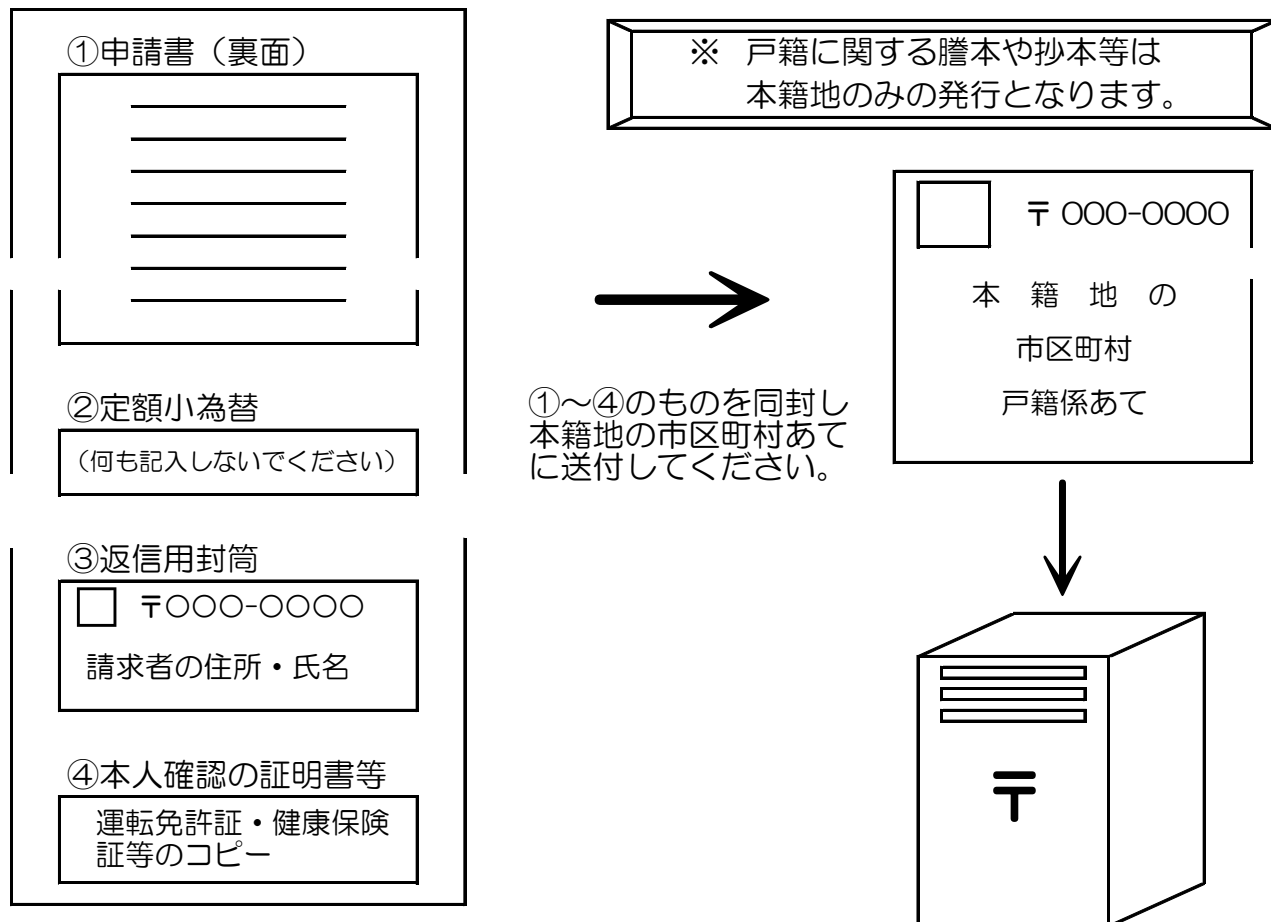 ①申請書（裏面）
②定額小為替
（何も記入しないでください）
③返信用封筒
〒〇〇〇-〇〇〇〇
請求者の住所・氏名
④本人確認の証明書等
運転免許証・健康保険
証等のコピー
①～④のものを同封し
本籍地の市区町村あて
に送付してください。
※ 戸籍に関する謄本や抄本等は
本籍地のみの発行となります。
〒 〇〇〇-〇〇〇〇
本 籍 地 の
市区町村
戸籍係あて
〒